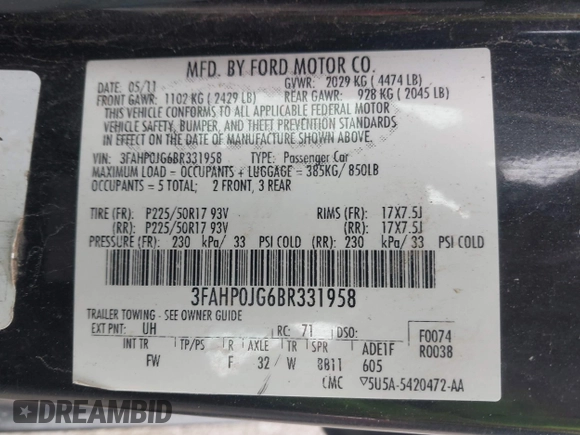 MFD. BY FORD MOTOR CO.
DATE: 05/11 GVWR: 2029 KG (4474 LB)
FRONT GAWR: 1102 KG (2429 LB) REAR GAWR: 928 KG (2045 LB)
THIS VEHICLE CONFORMS TO ALL APPLICABLE FEDERAL MOTOR
VEHICLE SAFETY, BUMPER, AND THEFT PREVENTION STANDARDS
IN EFFECT ON THE DATE OF MANUFACTURE SHOWN ABOVE.
VIN: 3FAHP0JG6BR331958 TYPE: Passenger Car
MAXIMUM LOAD = OCCUPANTS + LUGGAGE = 385KG/ 850LB
OCCUPANTS = 5 TOTAL; 2 FRONT, 3 REAR
TIRE (FR): P225/50R17 93V RIMS (FR): 17X7.5J
(RR): P225/50R17 93V (RR): 17X7.5J
PRESSURE (FR): 230 kPa/ 33 PSI COLD (RR): 230 kPa/ 33 PSI COLD
3FAHP0JG6BR331958
TRAILER TOWING - SEE OWNER GUIDE
EXT PNT: UH RC: 71 DSO: F0074
INT TR TP/PS R AXLE TR SPR ADE1F R0038
FW F 32 W 8811 605
CMC ▽5U5A-5420472-AA
DREAMBID